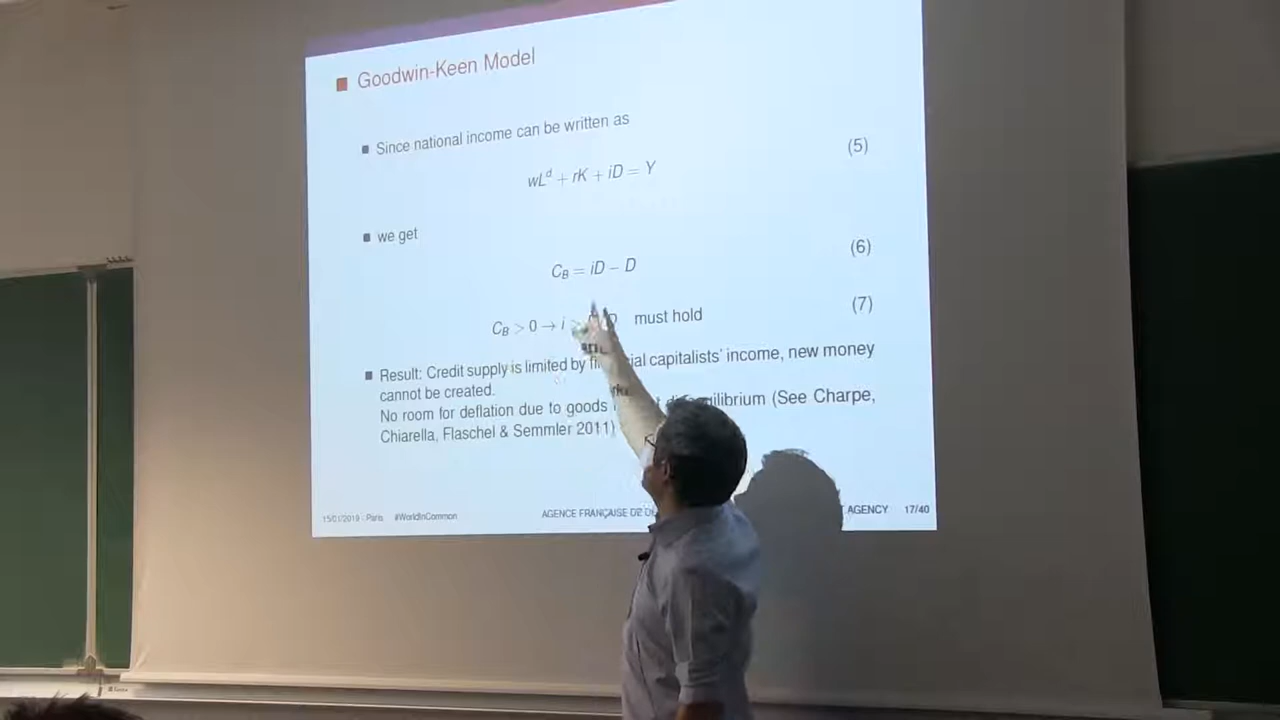 Goodwin-Keen Model
Since national income can be written as
wLᵈ + rK + iD = Y (5)
we get
C_B = iD − D (6)
C_B > 0 → i > must hold (7)
Result: Credit supply is limited by capitalists' income, new money
cannot be created.
No room for deflation due to goods (See Charpe,
Chiarella, Flaschel & Semmler 2011)
15/01/2019 - Paris #WorldInCommon AGENCE FRANÇAISE AGENCY 17/40